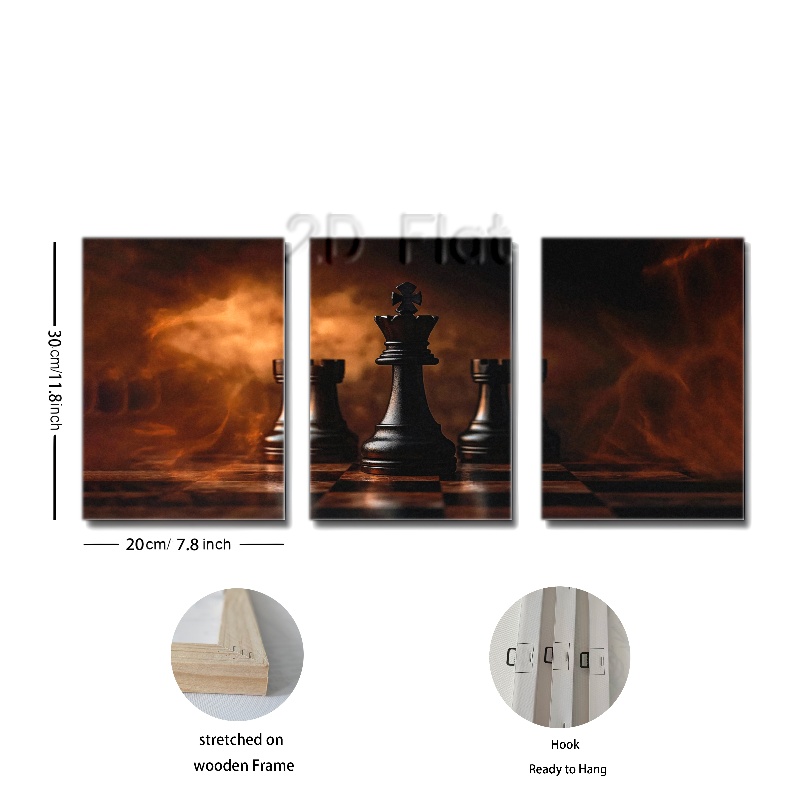 2D Flat
30cm/11.8inch
20cm/ 7.8 inch
stretched on
wooden Frame
Hook
Ready to Hang